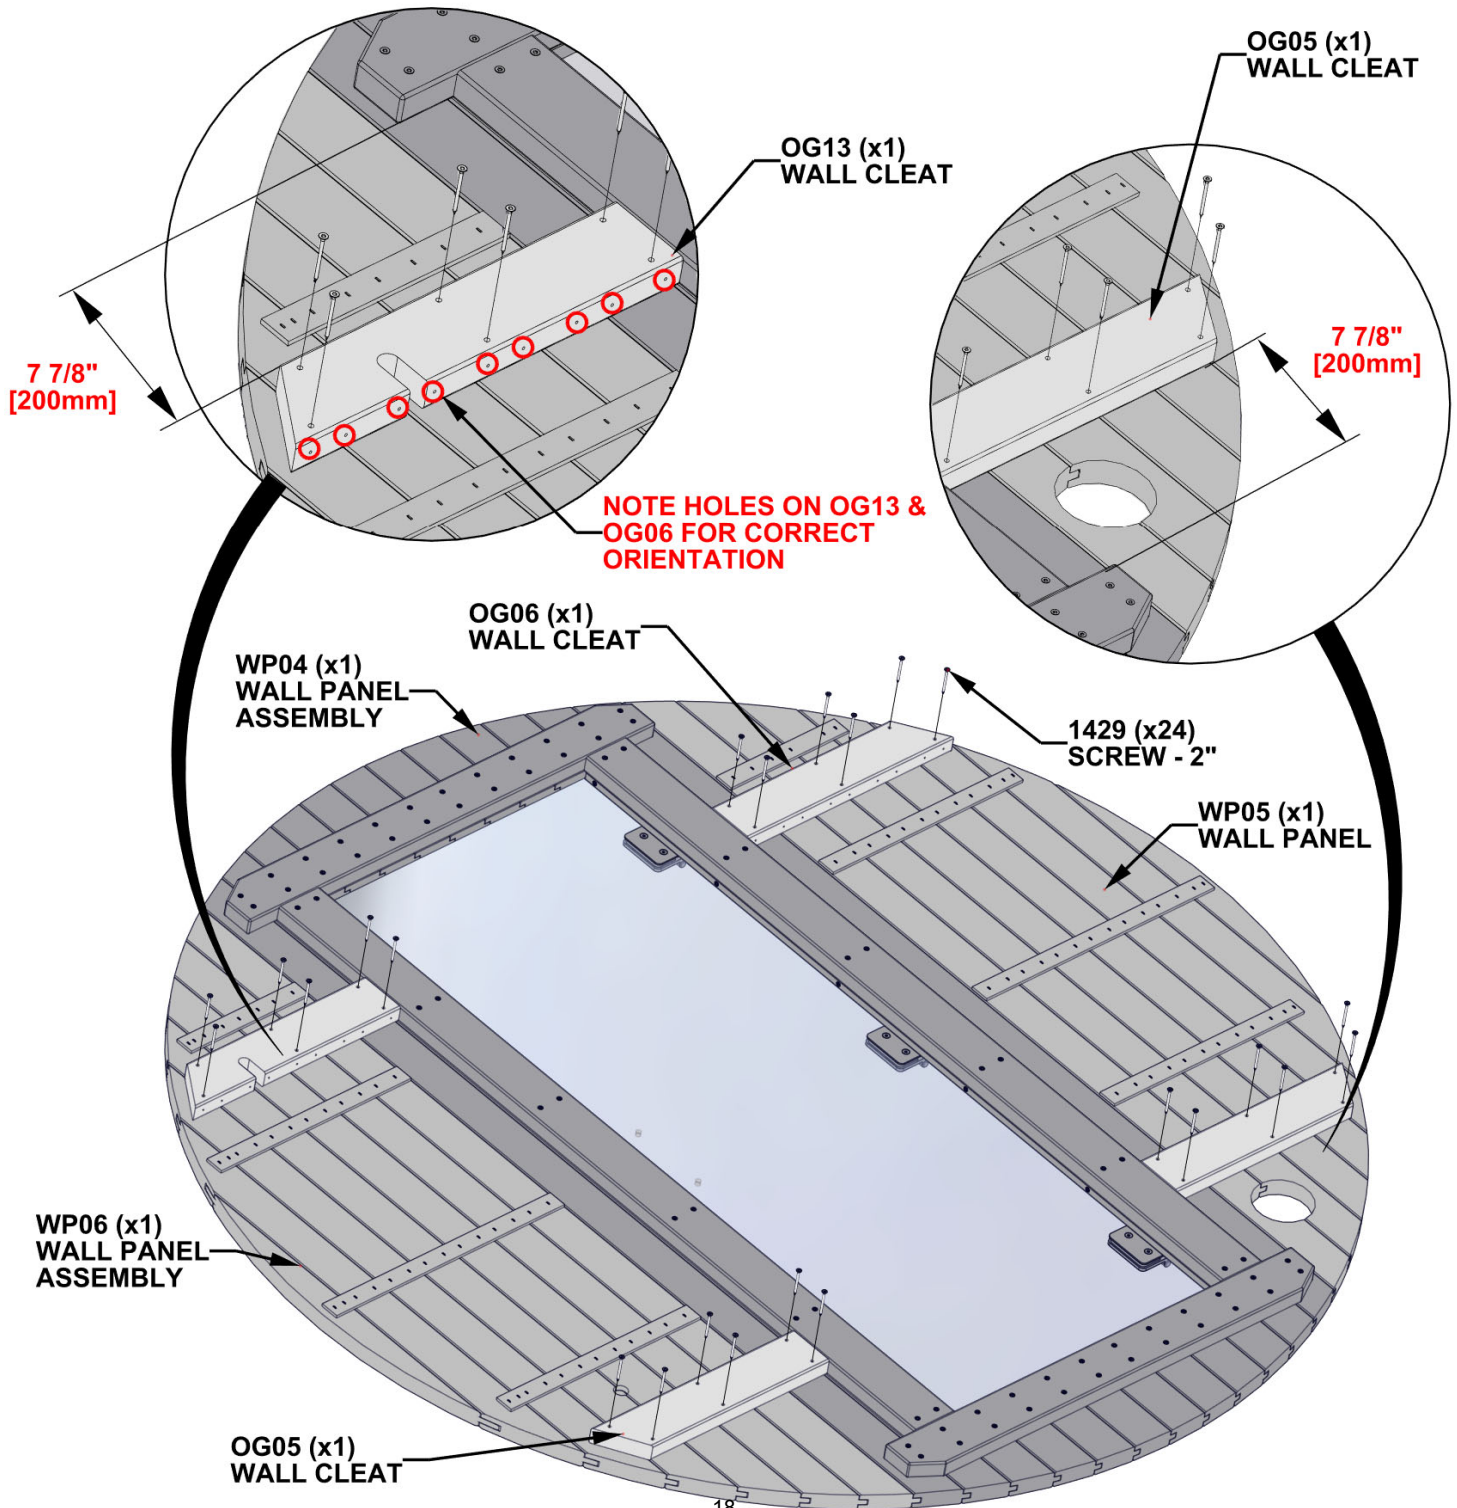 OG05 (x1)
WALL CLEAT
OG13 (x1)
WALL CLEAT
7 7/8"
[200mm]
7 7/8"
[200mm]
NOTE HOLES ON OG13 &
OG06 FOR CORRECT
ORIENTATION
OG06 (x1)
WALL CLEAT
WP04 (x1)
WALL PANEL
ASSEMBLY
1429 (x24)
SCREW - 2"
WP05 (x1)
WALL PANEL
WP06 (x1)
WALL PANEL
ASSEMBLY
OG05 (x1)
WALL CLEAT
18